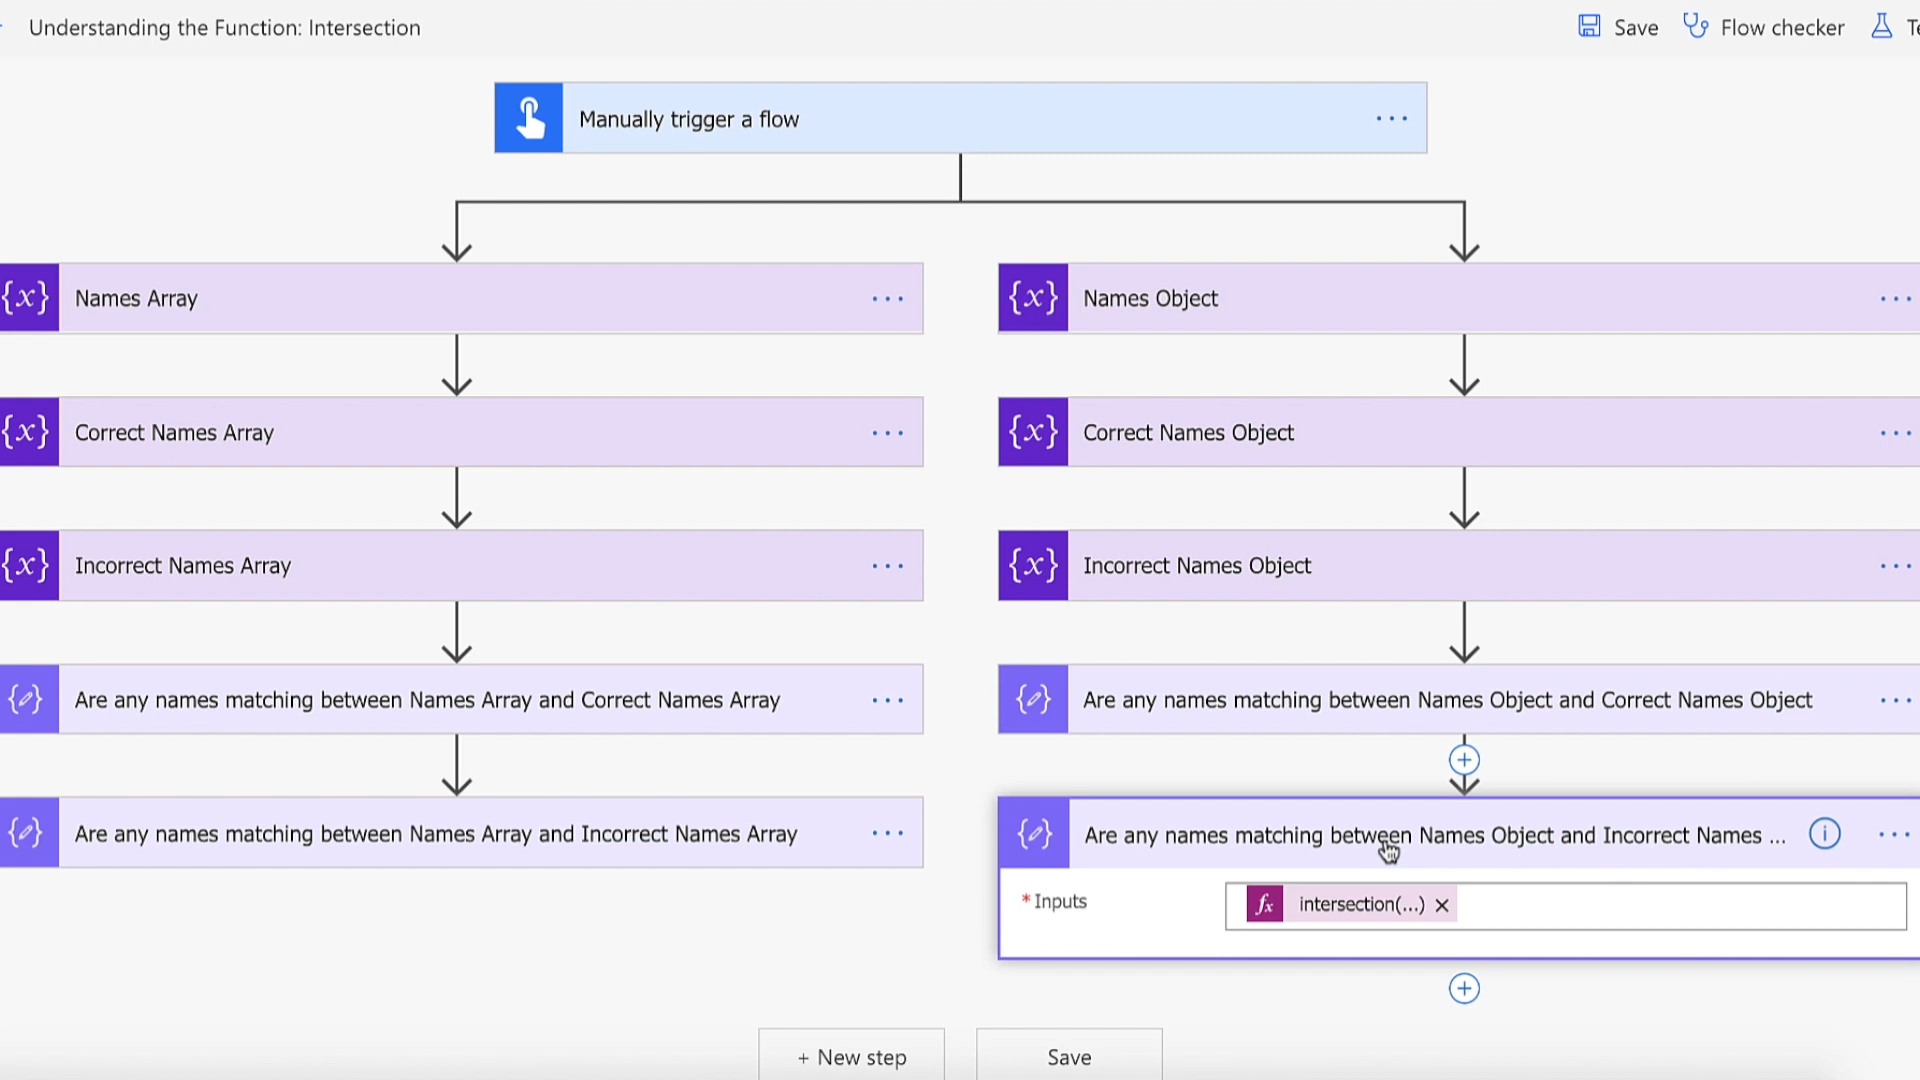 Understanding the Function: Intersection
Save
Flow checker
Manually trigger a flow
Names Array
Names Object
Correct Names Array
Correct Names Object
Incorrect Names Array
Incorrect Names Object
Are any names matching between Names Array and Correct Names Array
Are any names matching between Names Object and Correct Names Object
Are any names matching between Names Array and Incorrect Names Array
Are any names matching between Names Object and Incorrect Names ...
* Inputs
fx intersection(...) ×
+ New step
Save